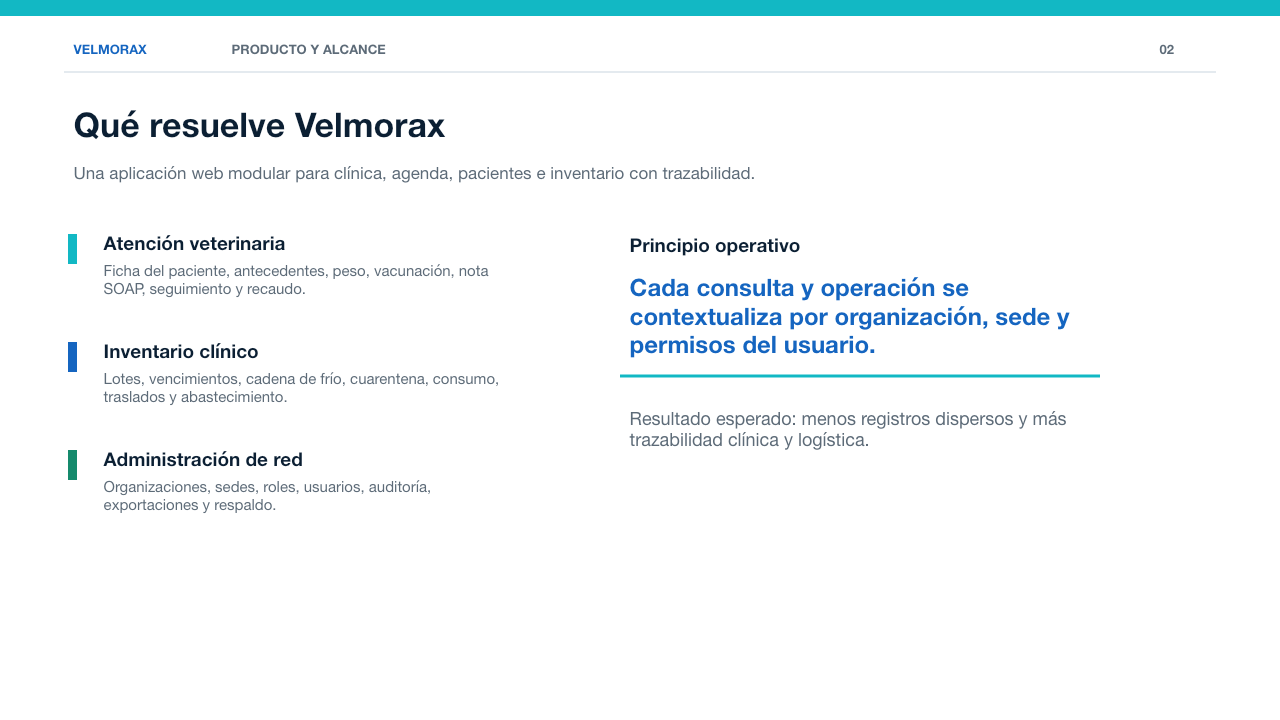 VELMORAX
PRODUCTO Y ALCANCE
02
Qué resuelve Velmorax
Una aplicación web modular para clínica, agenda, pacientes e inventario con trazabilidad.
Atención veterinaria
Ficha del paciente, antecedentes, peso, vacunación, nota
SOAP, seguimiento y recaudo.
Inventario clínico
Lotes, vencimientos, cadena de frío, cuarentena, consumo,
traslados y abastecimiento.
Administración de red
Organizaciones, sedes, roles, usuarios, auditoría,
exportaciones y respaldo.
Principio operativo
Cada consulta y operación se
contextualiza por organización, sede y
permisos del usuario.
Resultado esperado: menos registros dispersos y más
trazabilidad clínica y logística.